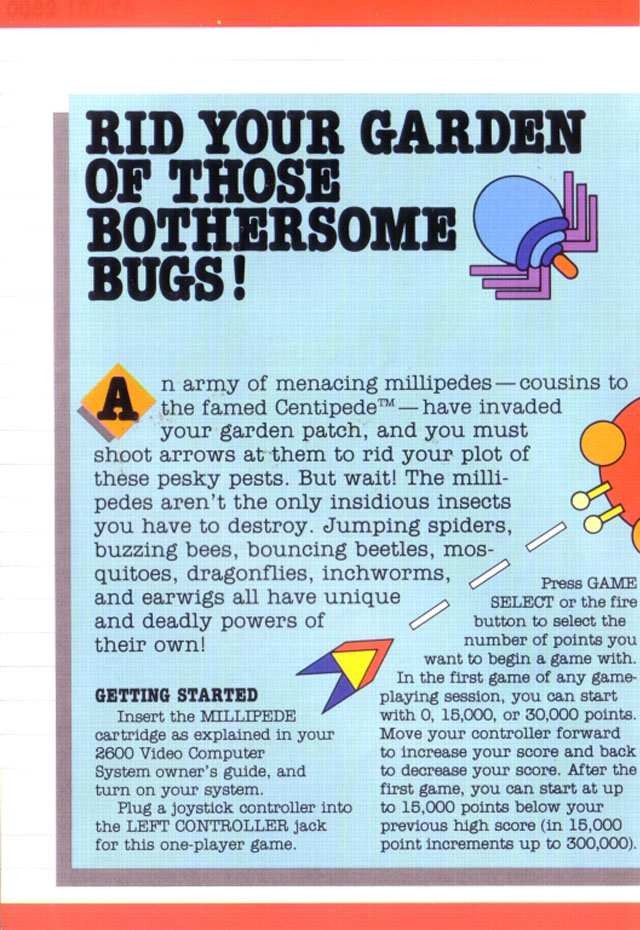 RID YOUR GARDEN
OF THOSE
BOTHERSOME
BUGS!
An army of menacing millipedes—cousins to
the famed Centipede™—have invaded
your garden patch, and you must
shoot arrows at them to rid your plot of
these pesky pests. But wait! The milli-
pedes aren't the only insidious insects
you have to destroy. Jumping spiders,
buzzing bees, bouncing beetles, mos-
quitoes, dragonflies, inchworms,
and earwigs all have unique
and deadly powers of
their own!
GETTING STARTED
Insert the MILLIPEDE
cartridge as explained in your
2600 Video Computer
System owner's guide, and
turn on your system.
Plug a joystick controller into
the LEFT CONTROLLER jack
for this one-player game.
Press GAME
SELECT or the fire
button to select the
number of points you
want to begin a game with.
In the first game of any game-
playing session, you can start
with 0, 15,000, or 30,000 points.
Move your controller forward
to increase your score and back
to decrease your score. After the
first game, you can start at up
to 15,000 points below your
previous high score (in 15,000
point increments up to 300,000).